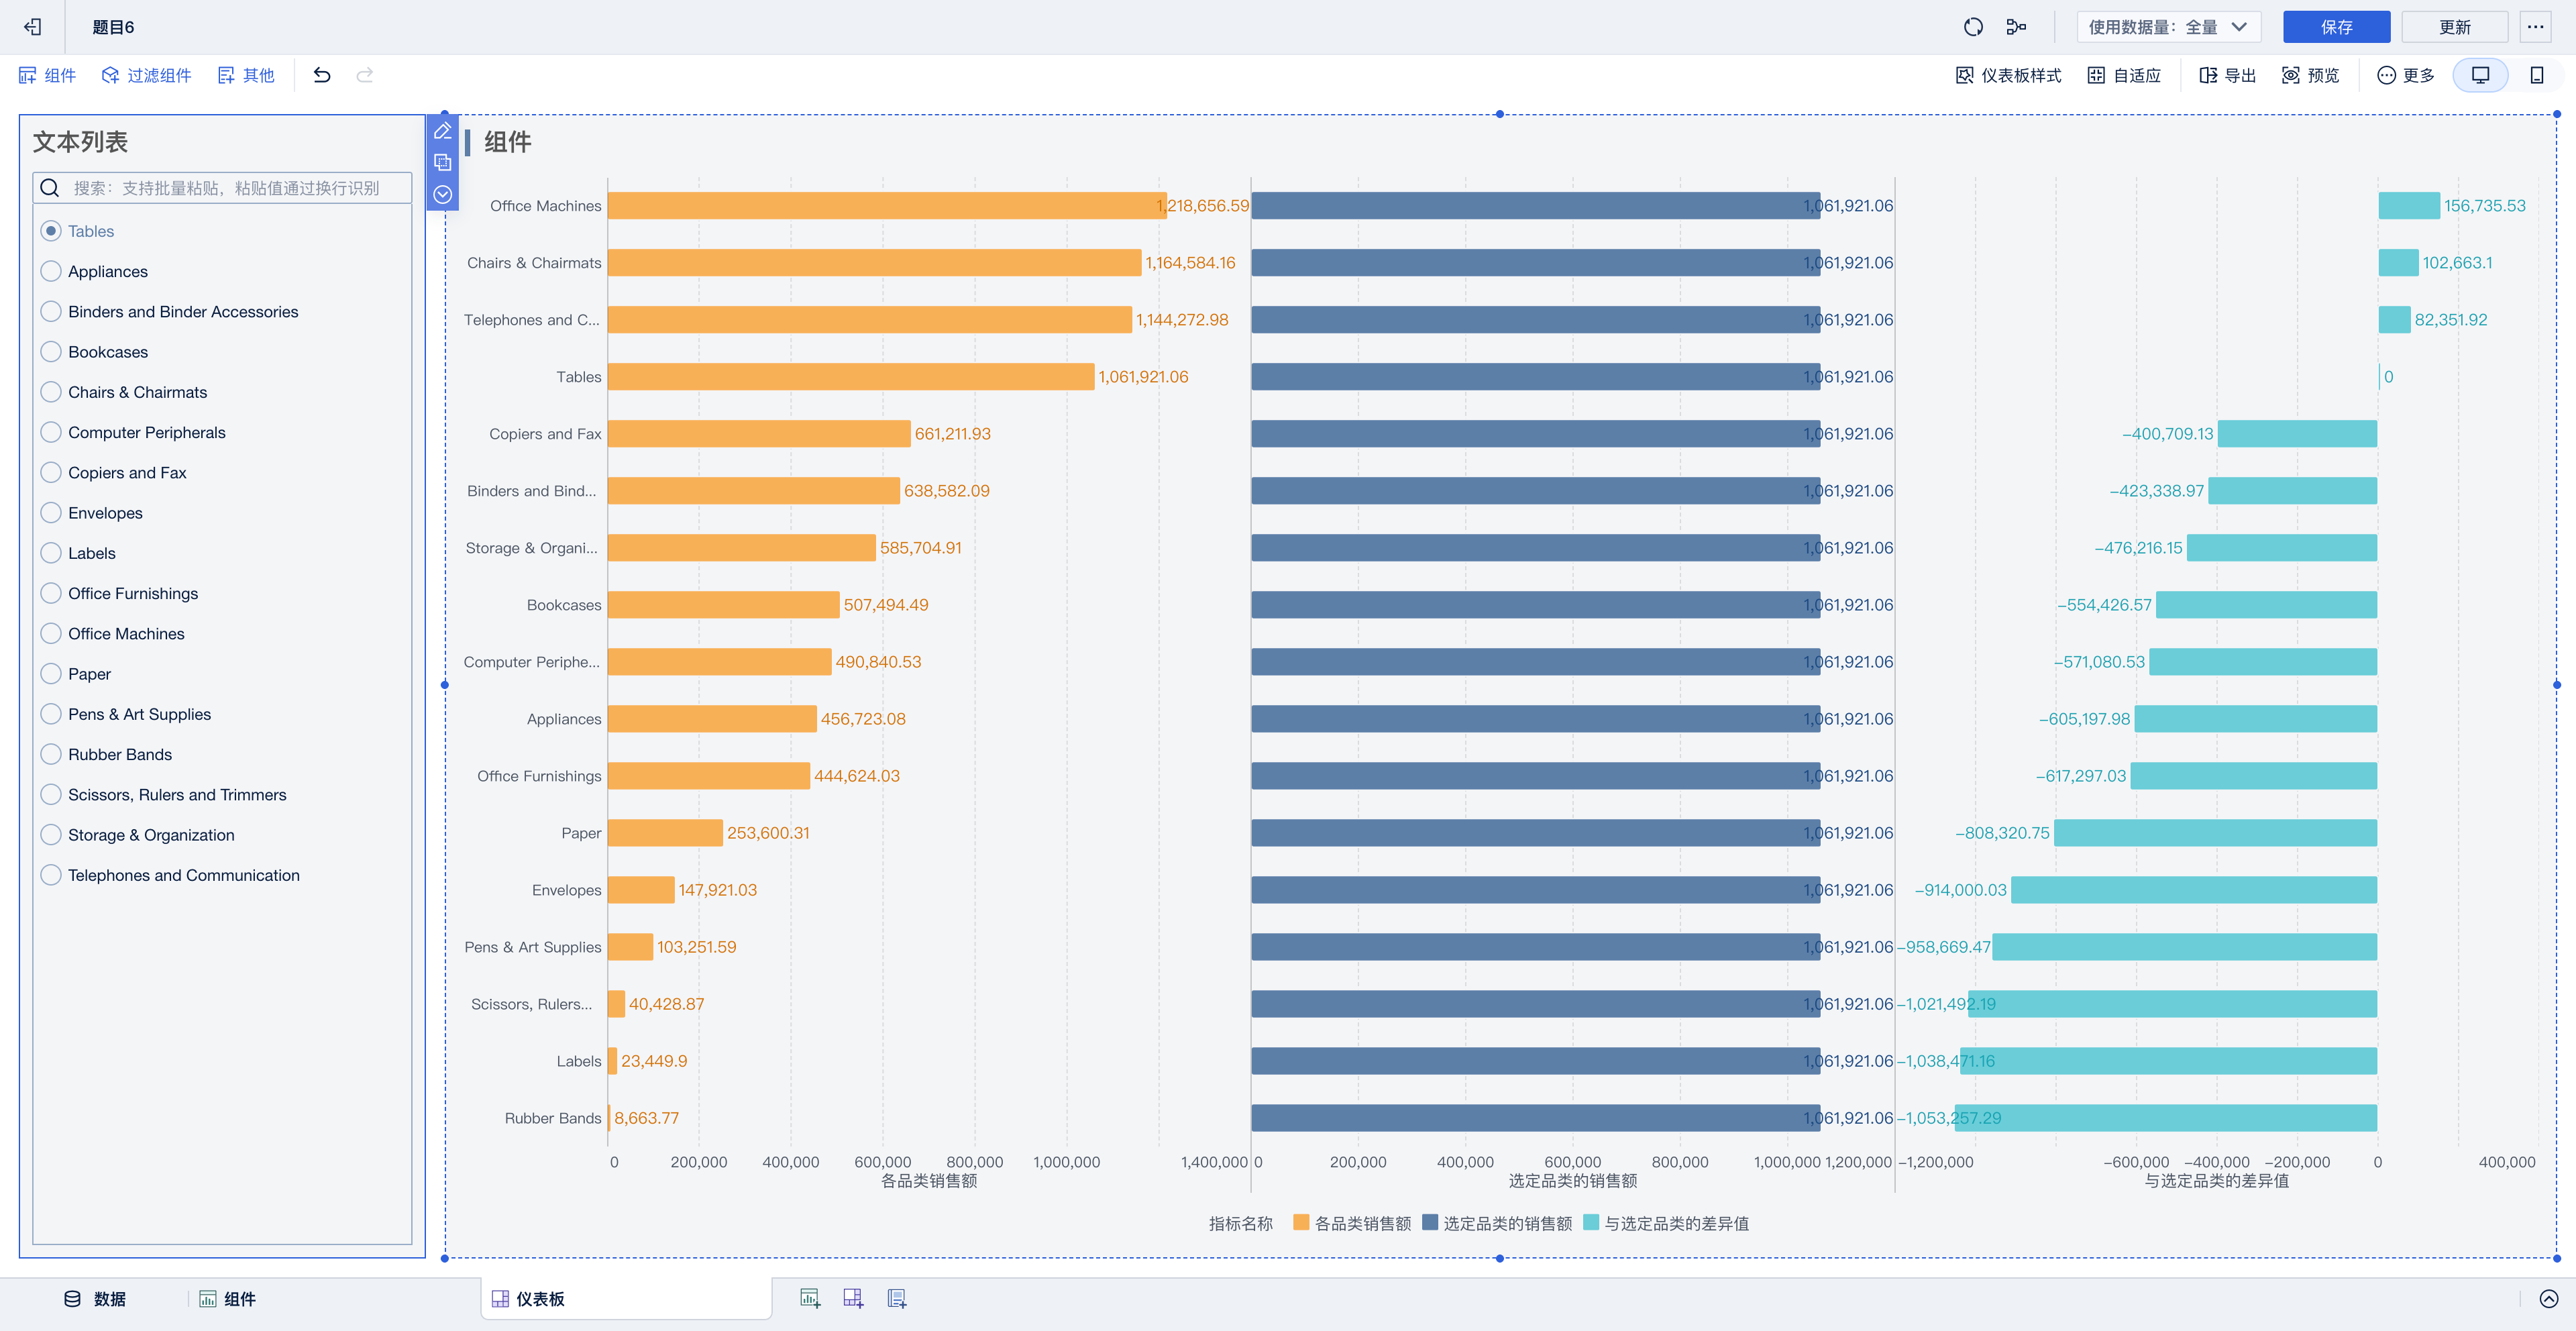 题目6
使用数据量：全量
保存
更新
组件
过滤组件
其他
仪表板样式
自适应
导出
预览
更多
文本列表
搜索：支持批量粘贴，粘贴值通过换行识别
Tables
Appliances
Binders and Binder Accessories
Bookcases
Chairs & Chairmats
Computer Peripherals
Copiers and Fax
Envelopes
Labels
Office Furnishings
Office Machines
Paper
Pens & Art Supplies
Rubber Bands
Scissors, Rulers and Trimmers
Storage & Organization
Telephones and Communication
组件
Office Machines 1,218,656.59 1,061,921.06 156,735.53
Chairs & Chairmats 1,164,584.16 1,061,921.06 102,663.1
Telephones and C... 1,144,272.98 1,061,921.06 82,351.92
Tables 1,061,921.06 1,061,921.06 0
Copiers and Fax 661,211.93 1,061,921.06 −400,709.13
Binders and Bind... 638,582.09 1,061,921.06 −423,338.97
Storage & Organi... 585,704.91 1,061,921.06 −476,216.15
Bookcases 507,494.49 1,061,921.06 −554,426.57
Computer Periphe... 490,840.53 1,061,921.06 −571,080.53
Appliances 456,723.08 1,061,921.06 −605,197.98
Office Furnishings 444,624.03 1,061,921.06 −617,297.03
Paper 253,600.31 1,061,921.06 −808,320.75
Envelopes 147,921.03 1,061,921.06 −914,000.03
Pens & Art Supplies 103,251.59 1,061,921.06 −958,669.47
Scissors, Rulers... 40,428.87 1,061,921.06 −1,021,492.19
Labels 23,449.9 1,061,921.06 −1,038,471.16
Rubber Bands 8,663.77 1,061,921.06 −1,053,257.29
0 200,000 400,000 600,000 800,000 1,000,000 1,400,000 0 200,000 400,000 600,000 800,000 1,000,000 1,200,000 −1,200,000 −600,000 −400,000 −200,000 0 400,000
各品类销售额 选定品类的销售额 与选定品类的差异值
指标名称 各品类销售额 选定品类的销售额 与选定品类的差异值
数据
组件
仪表板